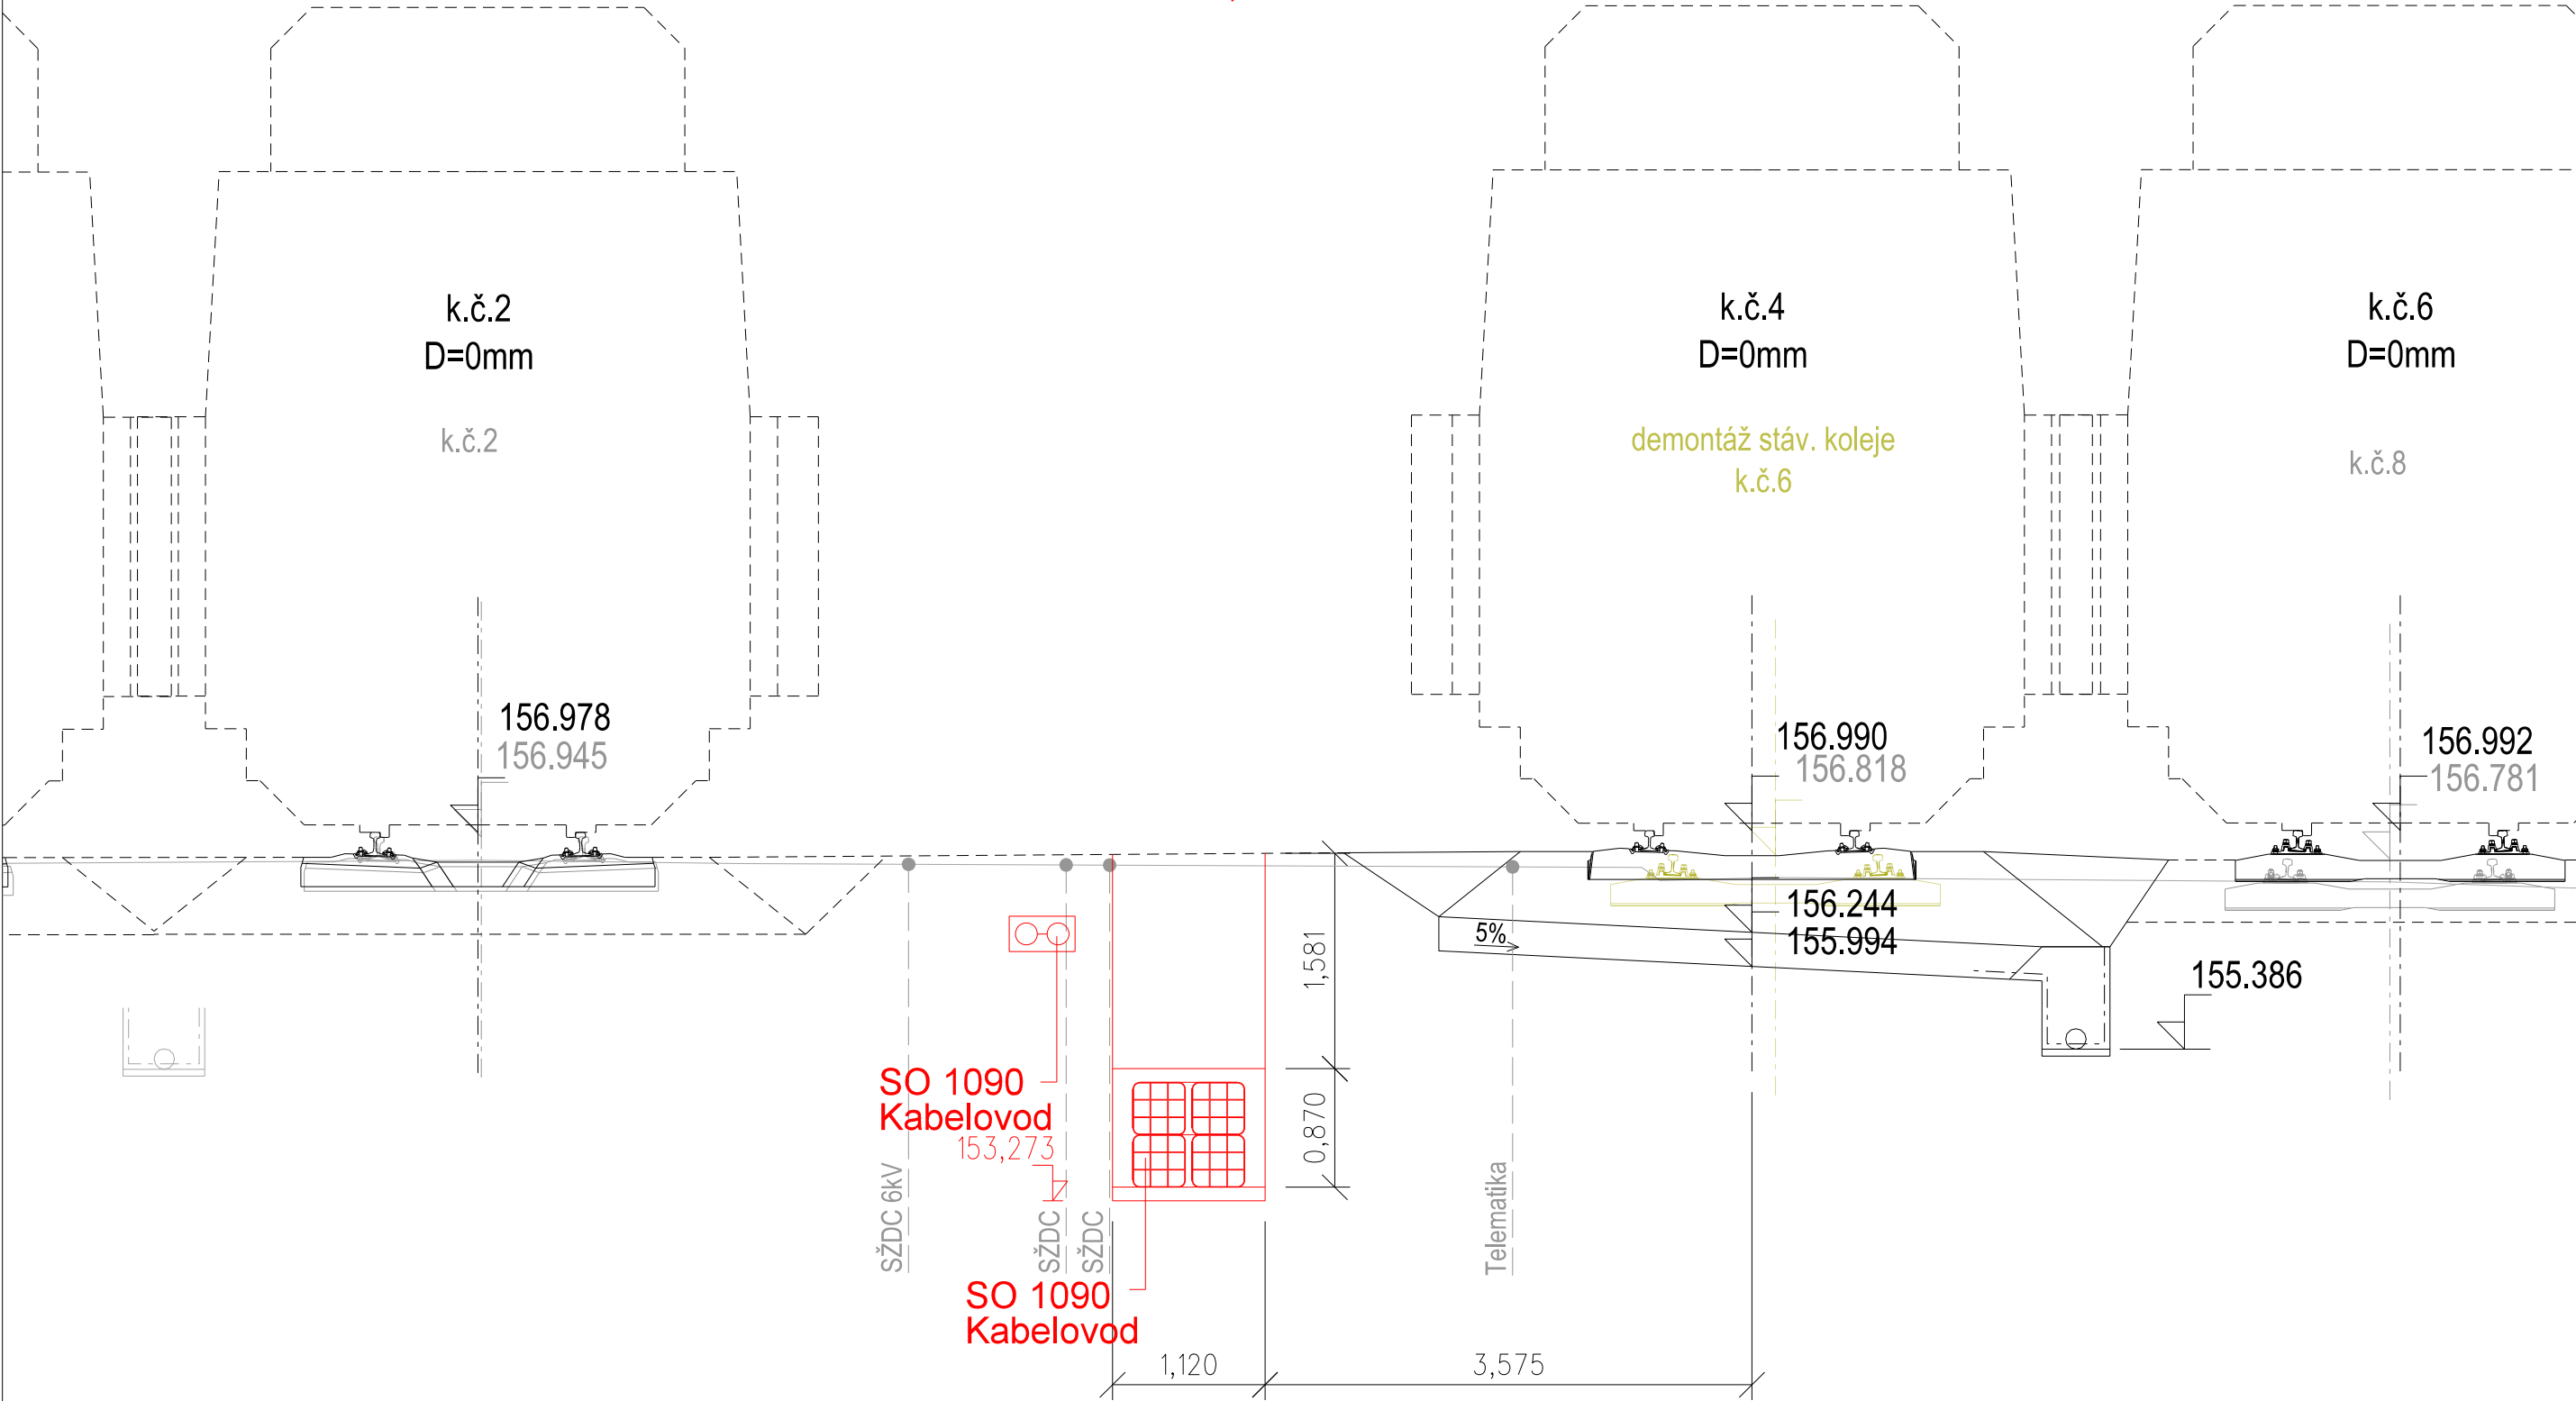 k.č.2
D=0mm
k.č.2
k.č.4
D=0mm
demontáž stáv. koleje
k.č.6
k.č.6
D=0mm
k.č.8
156.978
156.945
156.990
156.818
156.992
156.781
156.244
155.994
5%
155.386
1,581
0,870
SO 1090
Kabelovod
153,273
SŽDC 6kV
SŽDC
SŽDC
Telematika
SO 1090
Kabelovod
1,120
3,575